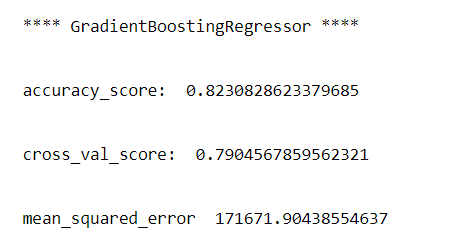 **** GradientBoostingRegressor ****
accuracy_score:  0.8230828623379685
cross_val_score:  0.7904567859562321
mean_squared_error  171671.90438554637